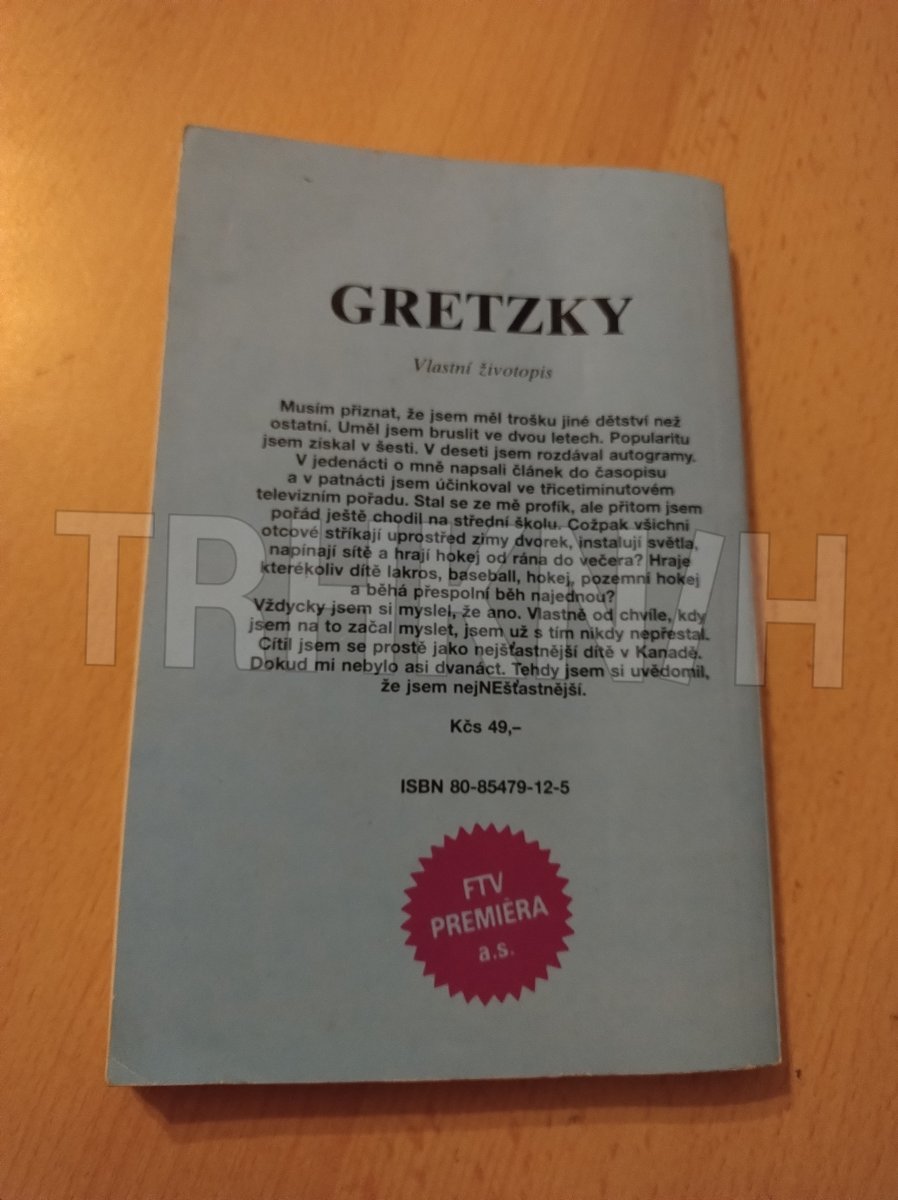 GRETZKY
Vlastní životopis
Musím přiznat, že jsem měl trošku jiné dětství než
ostatní. Uměl jsem bruslit ve dvou letech. Popularitu
jsem získal v šesti. V deseti jsem rozdával autogramy.
V jedenácti o mně napsali článek do časopisu
a v patnácti jsem účinkoval ve třicetiminutovém
televizním pořadu. Stal se ze mě profík, ale přitom jsem
pořád ještě chodil na střední školu. Cožpak všichni
otcové stříkají uprostřed zimy dvorek, instalují světla,
napínají sítě a hrají hokej od rána do večera? Hraje
kterékoliv dítě lakros, baseball, hokej, pozemní hokej
a běhá přespolní běh najednou?
Vždycky jsem si myslel, že ano. Vlastně od chvíle, kdy
jsem na to začal myslet, jsem už s tím nikdy nepřestal.
Cítil jsem se prostě jako nejšťastnější dítě v Kanadě.
Dokud mi nebylo asi dvanáct. Tehdy jsem si uvědomil,
že jsem nejNEšťastnější.
Kčs 49,–
ISBN 80-85479-12-5
FTV
PREMIÉRA
a.s.